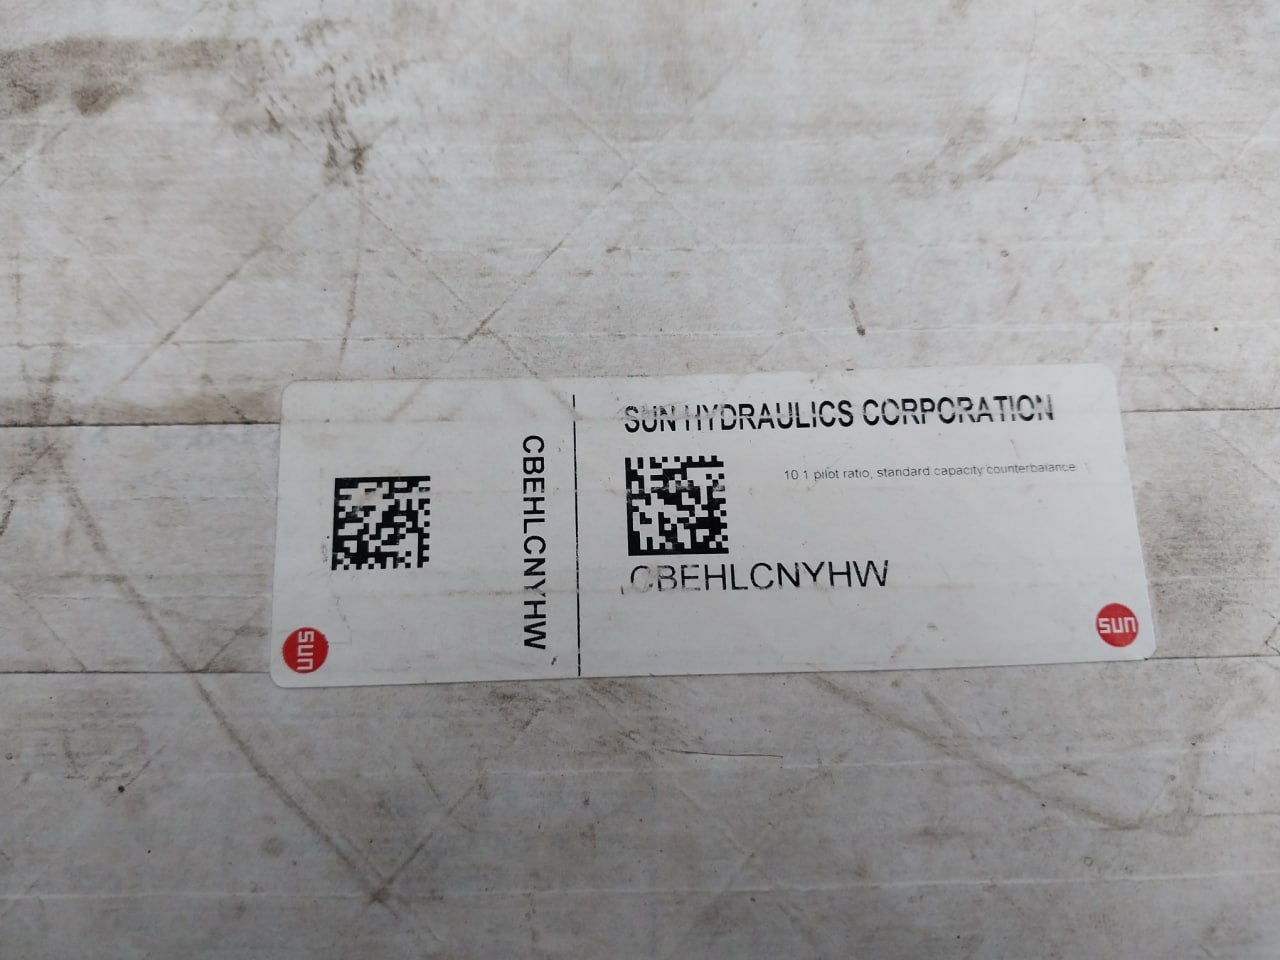 CBEHLCNYHW
sun
SUN HYDRAULICS CORPORATION
10 1 pilot ratio, standard capacity counterbalance
CBEHLCNYHW
sun